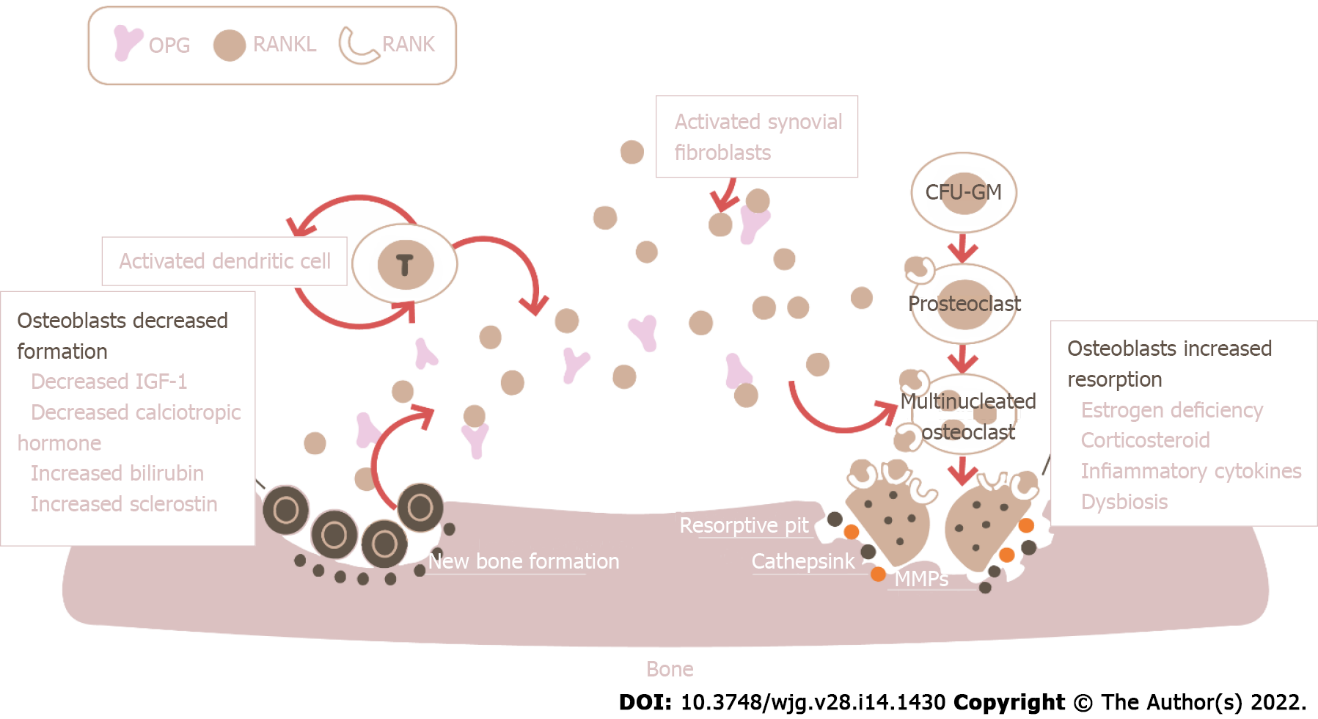 OPG RANKL RANK
Activated synovial
fibroblasts
CFU-GM
T
Activated dendritic cell
Prosteoclast
Osteoblasts decreased
formation
Decreased IGF-1
Decreased calciotropic
hormone
Increased bilirubin
Increased sclerostin
Osteoblasts increased
resorption
Estrogen deficiency
Corticosteroid
Infiammatory cytokines
Dysbiosis
Multinucleated
osteoclast
Resorptive pit
New bone formation
Cathepsink
MMPs
Bone
DOI: 10.3748/wjg.v28.i14.1430 Copyright © The Author(s) 2022.